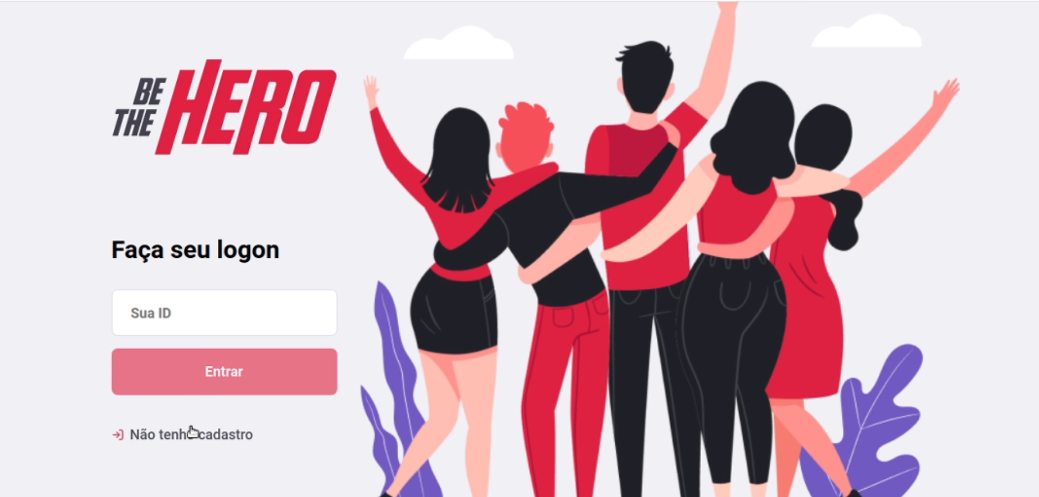 BE
THE HERO
Faça seu logon
Sua ID
Entrar
Não tenho cadastro